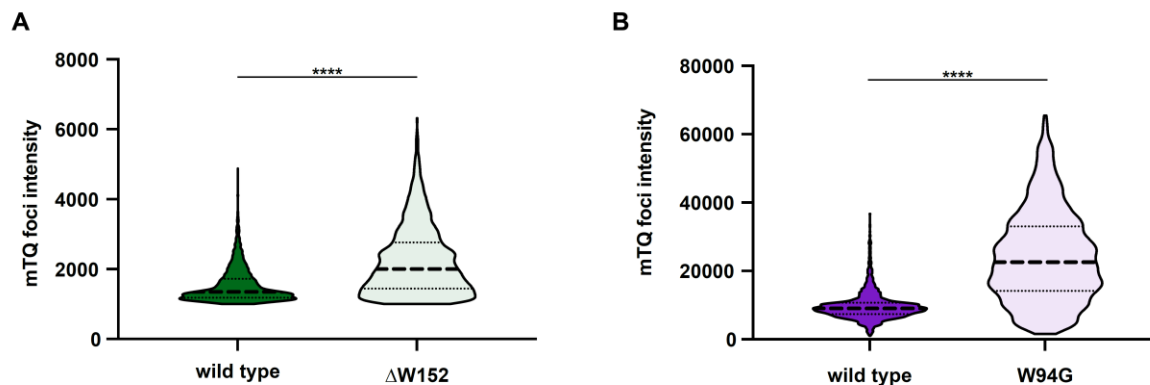 A
mTQ foci intensity
8000
6000
4000
2000
0
****
wild type
ΔW152
B
mTQ foci intensity
80000
60000
40000
20000
0
****
wild type
W94G